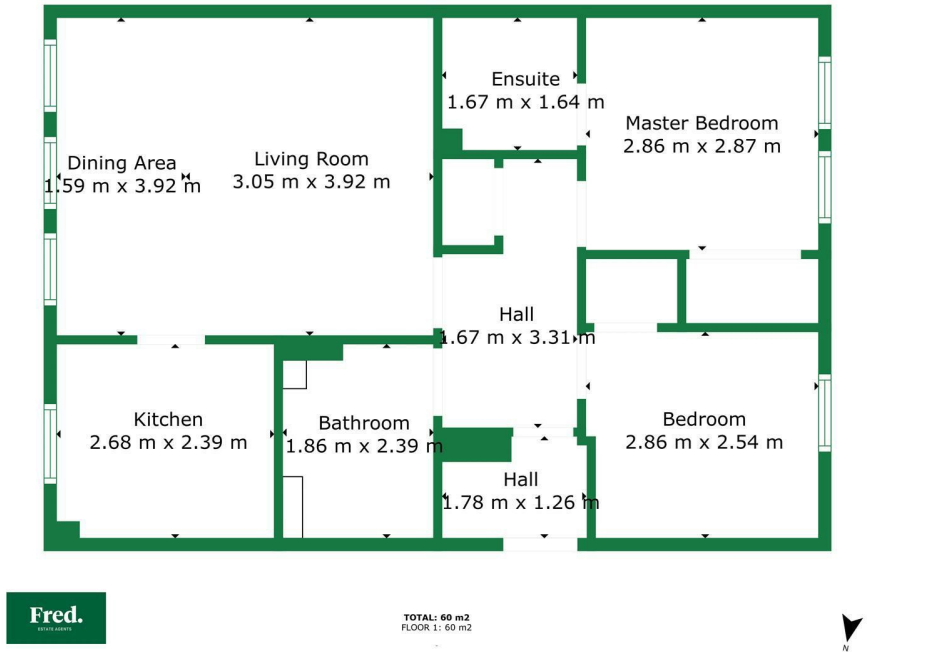 Ensuite
1.67 m x 1.64 m
Master Bedroom
2.86 m x 2.87 m
Dining Area
1.59 m x 3.92 m
Living Room
3.05 m x 3.92 m
Hall
1.67 m x 3.31 m
Kitchen
2.68 m x 2.39 m
Bathroom
1.86 m x 2.39 m
Bedroom
2.86 m x 2.54 m
Hall
1.78 m x 1.26 m
Fred.
ESTATE AGENTS
TOTAL: 60 m2
FLOOR 1: 60 m2
N